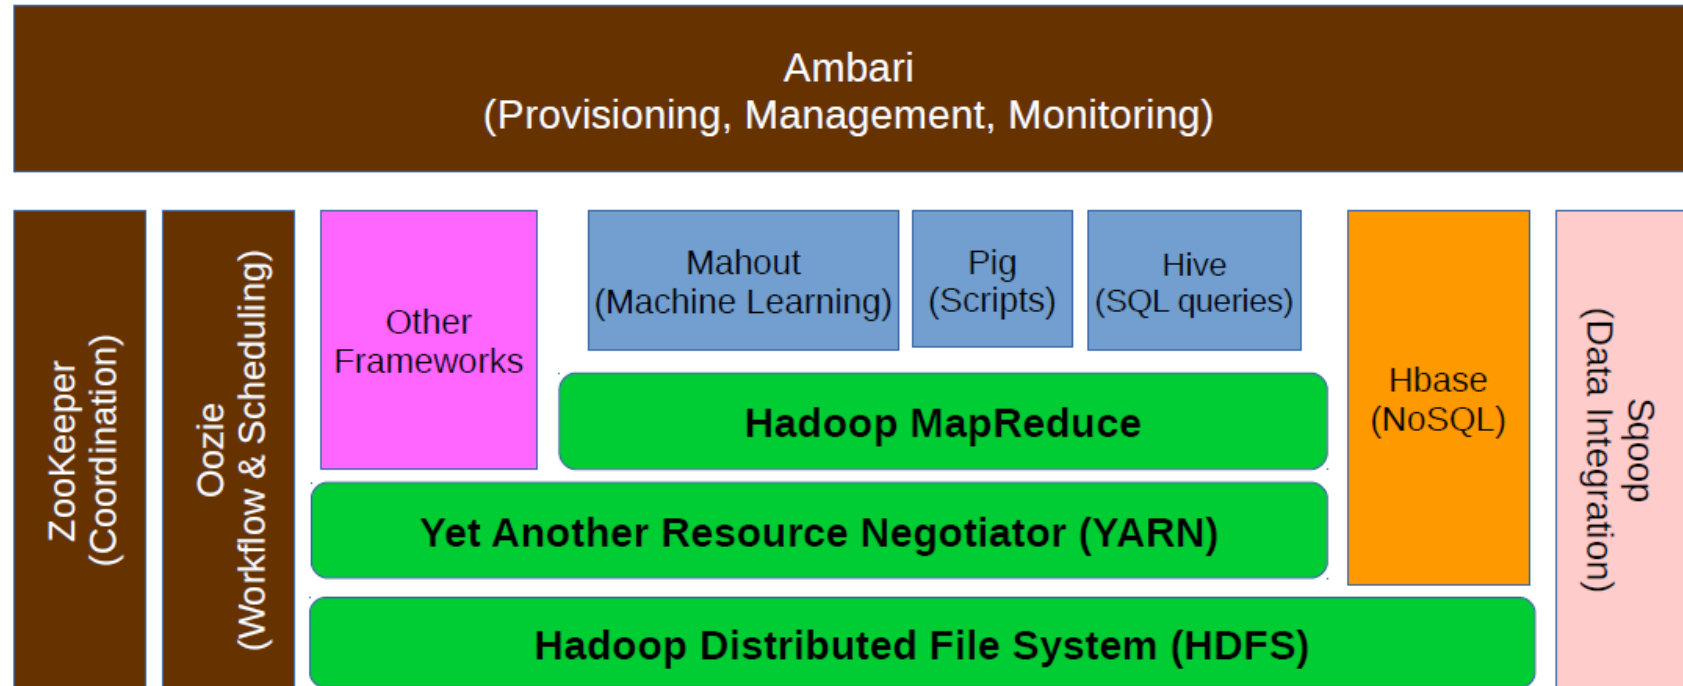 Ambari
(Provisioning, Management, Monitoring)
ZooKeeper
(Coordination)
Oozie
(Workflow & Scheduling)
Other
Frameworks
Mahout
(Machine Learning)
Pig
(Scripts)
Hive
(SQL queries)
Hadoop MapReduce
Yet Another Resource Negotiator (YARN)
Hadoop Distributed File System (HDFS)
Hbase
(NoSQL)
Sqoop
(Data Integration)